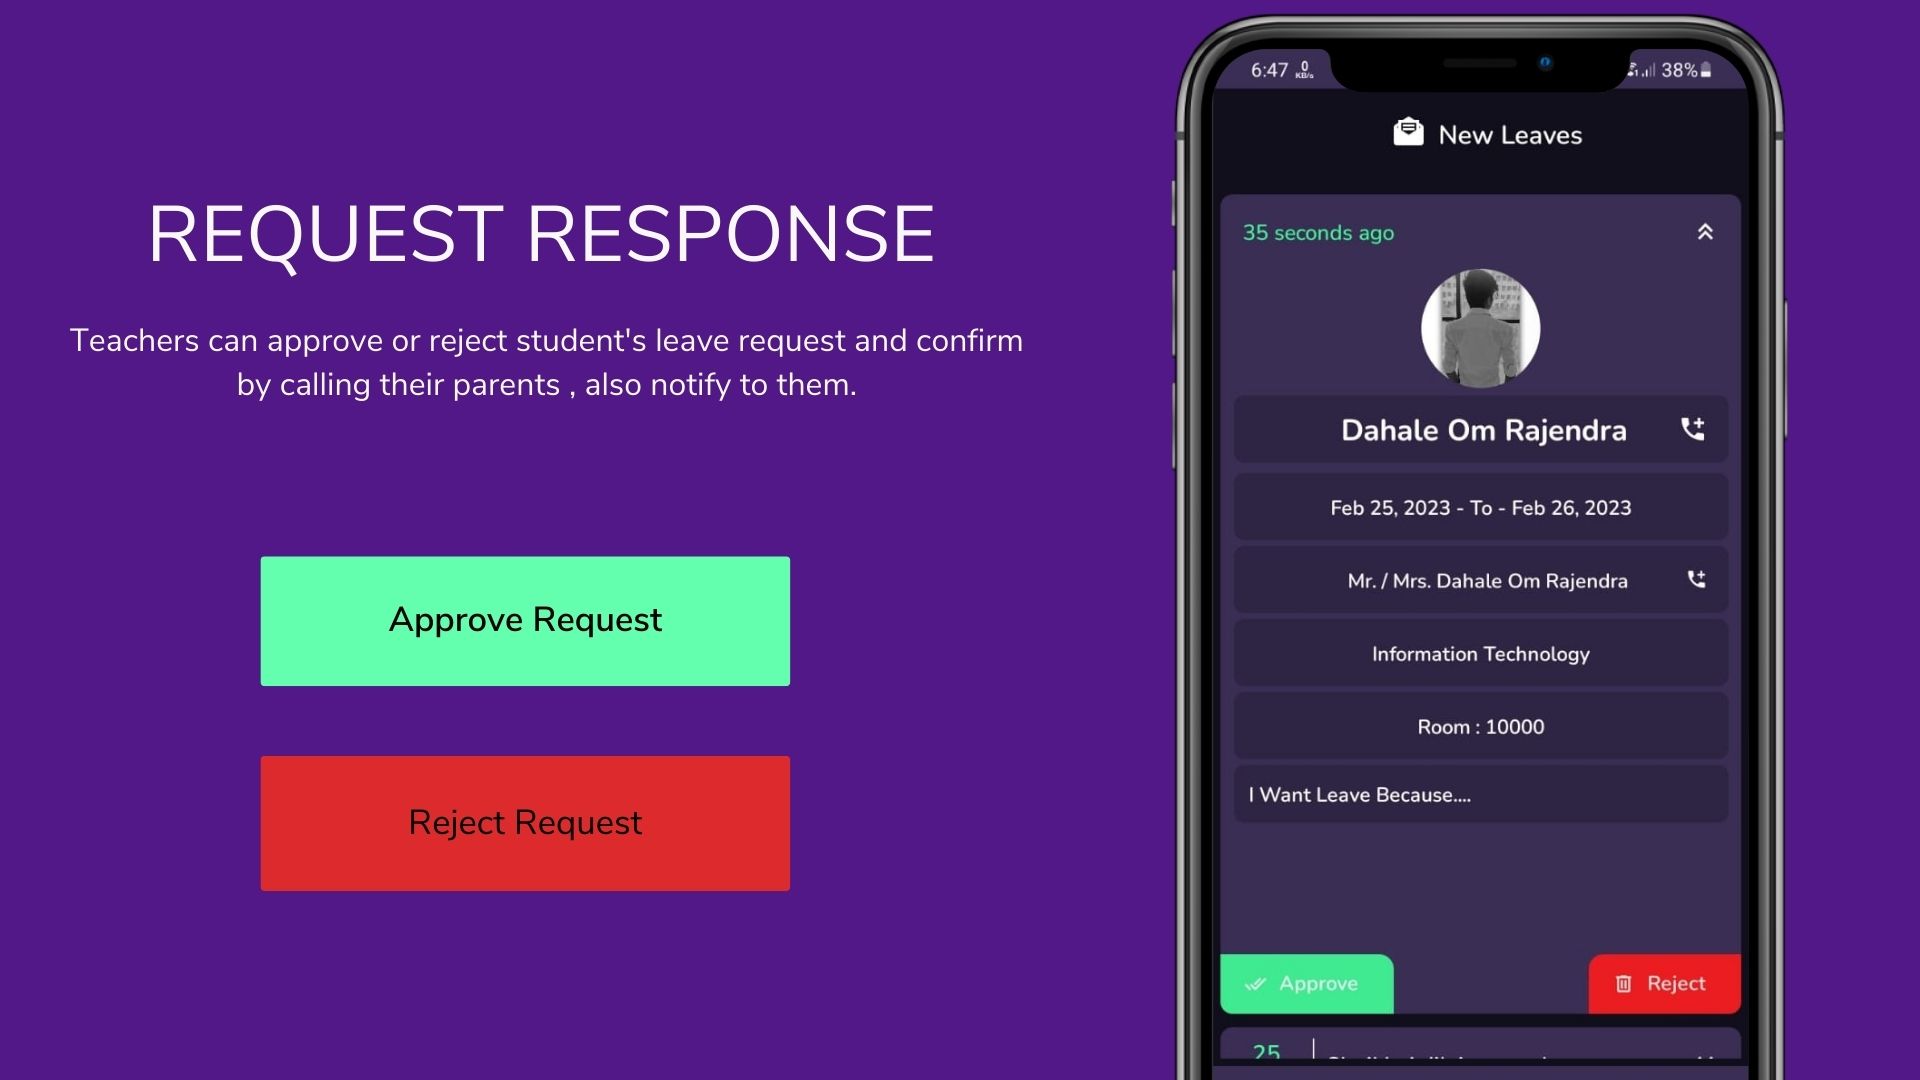 REQUEST RESPONSE
Teachers can approve or reject student's leave request and confirm
by calling their parents , also notify to them.
Approve Request
Reject Request
6:47 0 KB/s
38%
New Leaves
35 seconds ago
Dahale Om Rajendra
Feb 25, 2023 - To - Feb 26, 2023
Mr. / Mrs. Dahale Om Rajendra
Information Technology
Room : 10000
I Want Leave Because....
Approve
Reject
25